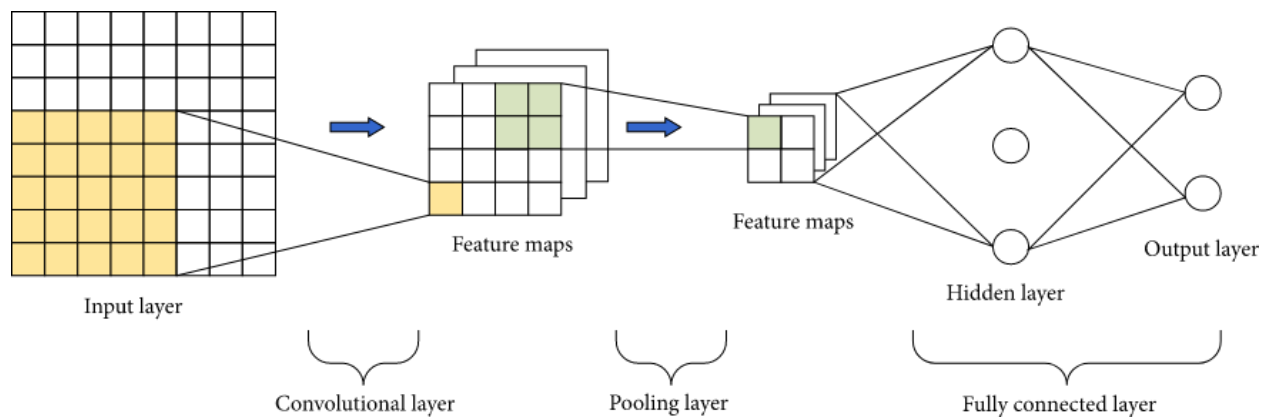 Input layer
Feature maps
Feature maps
Hidden layer
Output layer
Convolutional layer
Pooling layer
Fully connected layer